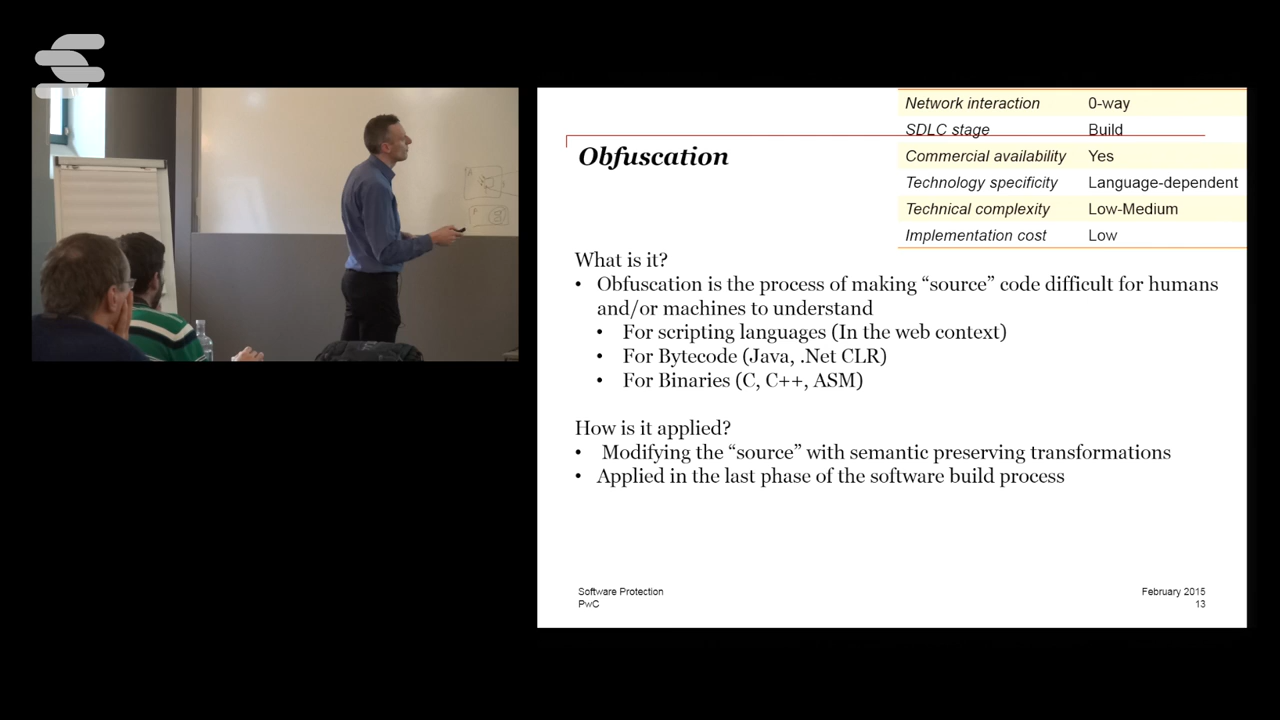 Network interaction 0-way
SDLC stage Build
Commercial availability Yes
Technology specificity Language-dependent
Technical complexity Low-Medium
Implementation cost Low
Obfuscation
What is it?
• Obfuscation is the process of making “source” code difficult for humans
and/or machines to understand
• For scripting languages (In the web context)
• For Bytecode (Java, .Net CLR)
• For Binaries (C, C++, ASM)
How is it applied?
• Modifying the “source” with semantic preserving transformations
• Applied in the last phase of the software build process
Software Protection
PwC
February 2015
13